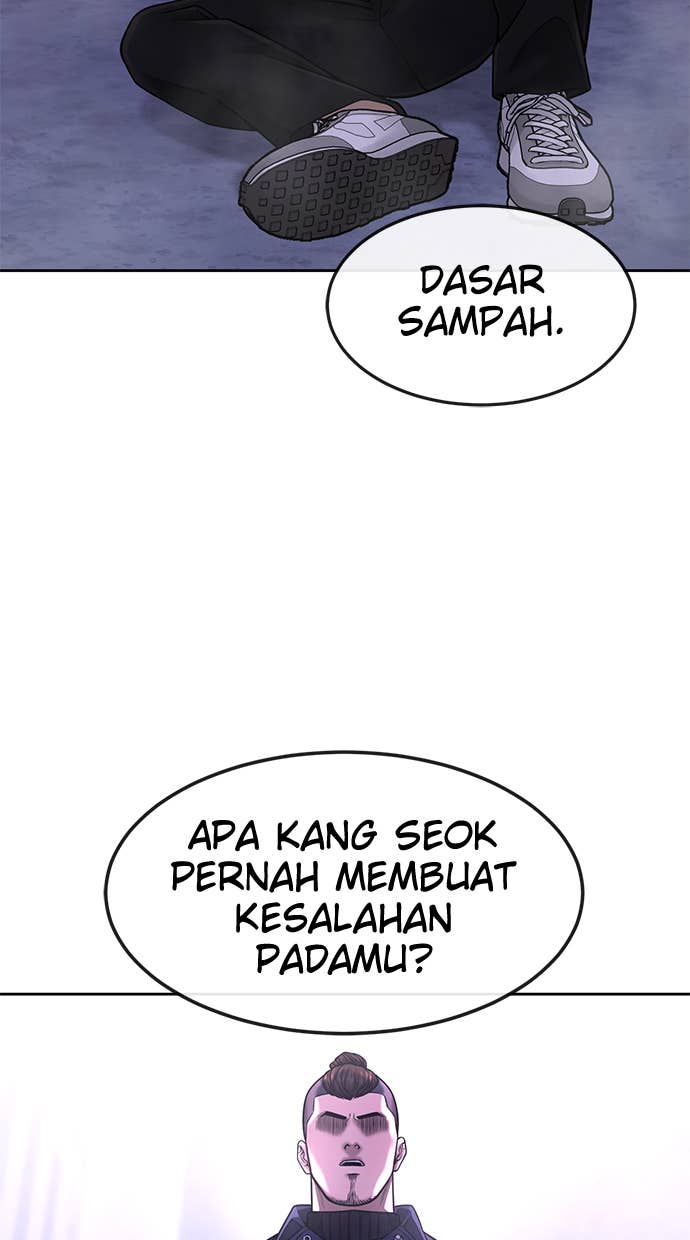 DASAR
SAMPAH.
APA KANG SEOK
PERNAH MEMBUAT
KESALAHAN
PADAMU?